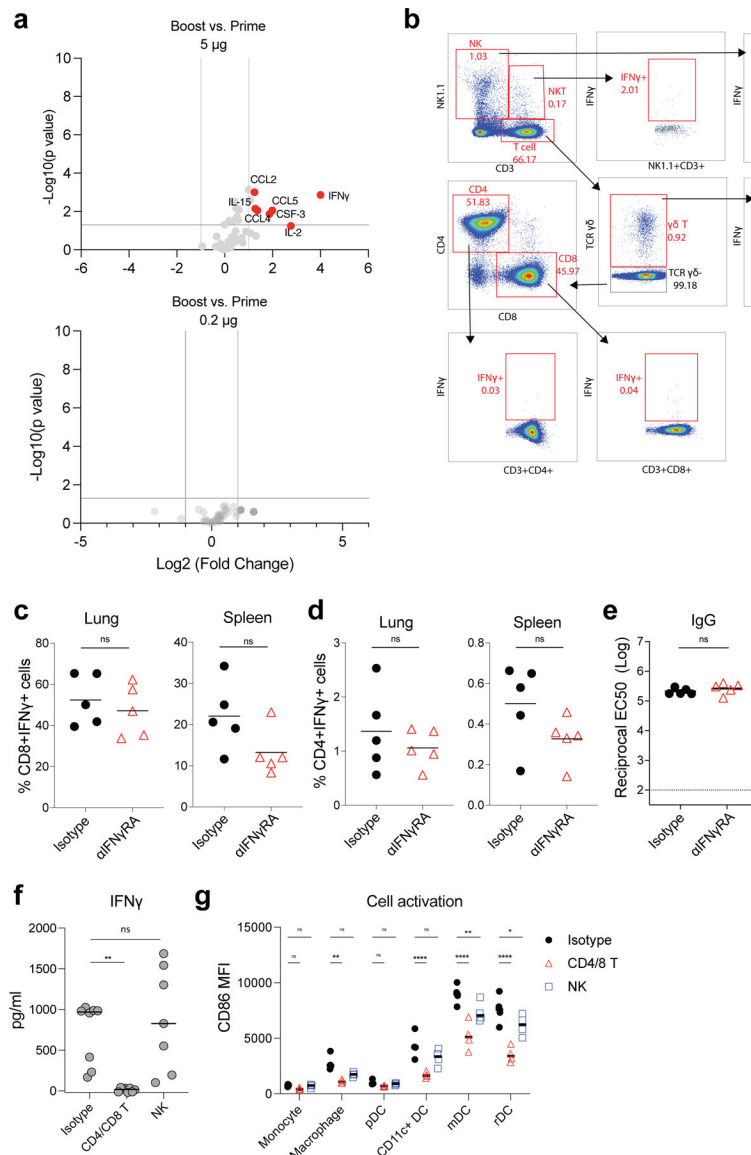 a
Boost vs. Prime
5 µg
-Log10(p value)
10
8
6
4
2
0
CCL2
IL-15
CCL5
IFNγ
CSF-3
CCL4
IL-2
-6
-4
-2
0
2
4
6
Boost vs. Prime
0.2 µg
-Log10(p value)
10
8
6
4
2
0
-5
0
5
Log2 (Fold Change)
b
NK1.1
NK
1.03
NKT
0.17
T cell
66.17
CD3
IFNγ
IFNγ+
2.01
NK1.1+CD3+
IFNγ
CD4
CD4
51.83
CD8
45.97
CD8
TCR γδ
γδ T
0.92
TCR γδ-
99.18
IFNγ
IFNγ
IFNγ+
0.03
CD3+CD4+
IFNγ
IFNγ+
0.04
CD3+CD8+
c
Lung
% CD8+IFNγ+ cells
80
60
40
20
0
ns
Isotype
αIFNγRA
Spleen
50
40
30
20
10
0
ns
Isotype
αIFNγRA
d
Lung
% CD4+IFNγ+ cells
3
2
1
0
ns
Isotype
αIFNγRA
Spleen
0.8
0.6
0.4
0.2
0.0
ns
Isotype
αIFNγRA
e
IgG
Reciprocal EC50 (Log)
7
6
5
4
3
2
ns
Isotype
αIFNγRA
f
IFNγ
pg/ml
2000
1500
1000
500
0
ns
**
Isotype
CD4/CD8 T
NK
g
Cell activation
CD86 MFI
15000
10000
5000
0
ns
ns
ns
ns
**
*
ns
**
ns
****
****
****
Monocyte
Macrophage
pDC
CD11c+ DC
mDC
rDC
Isotype
CD4/8 T
NK